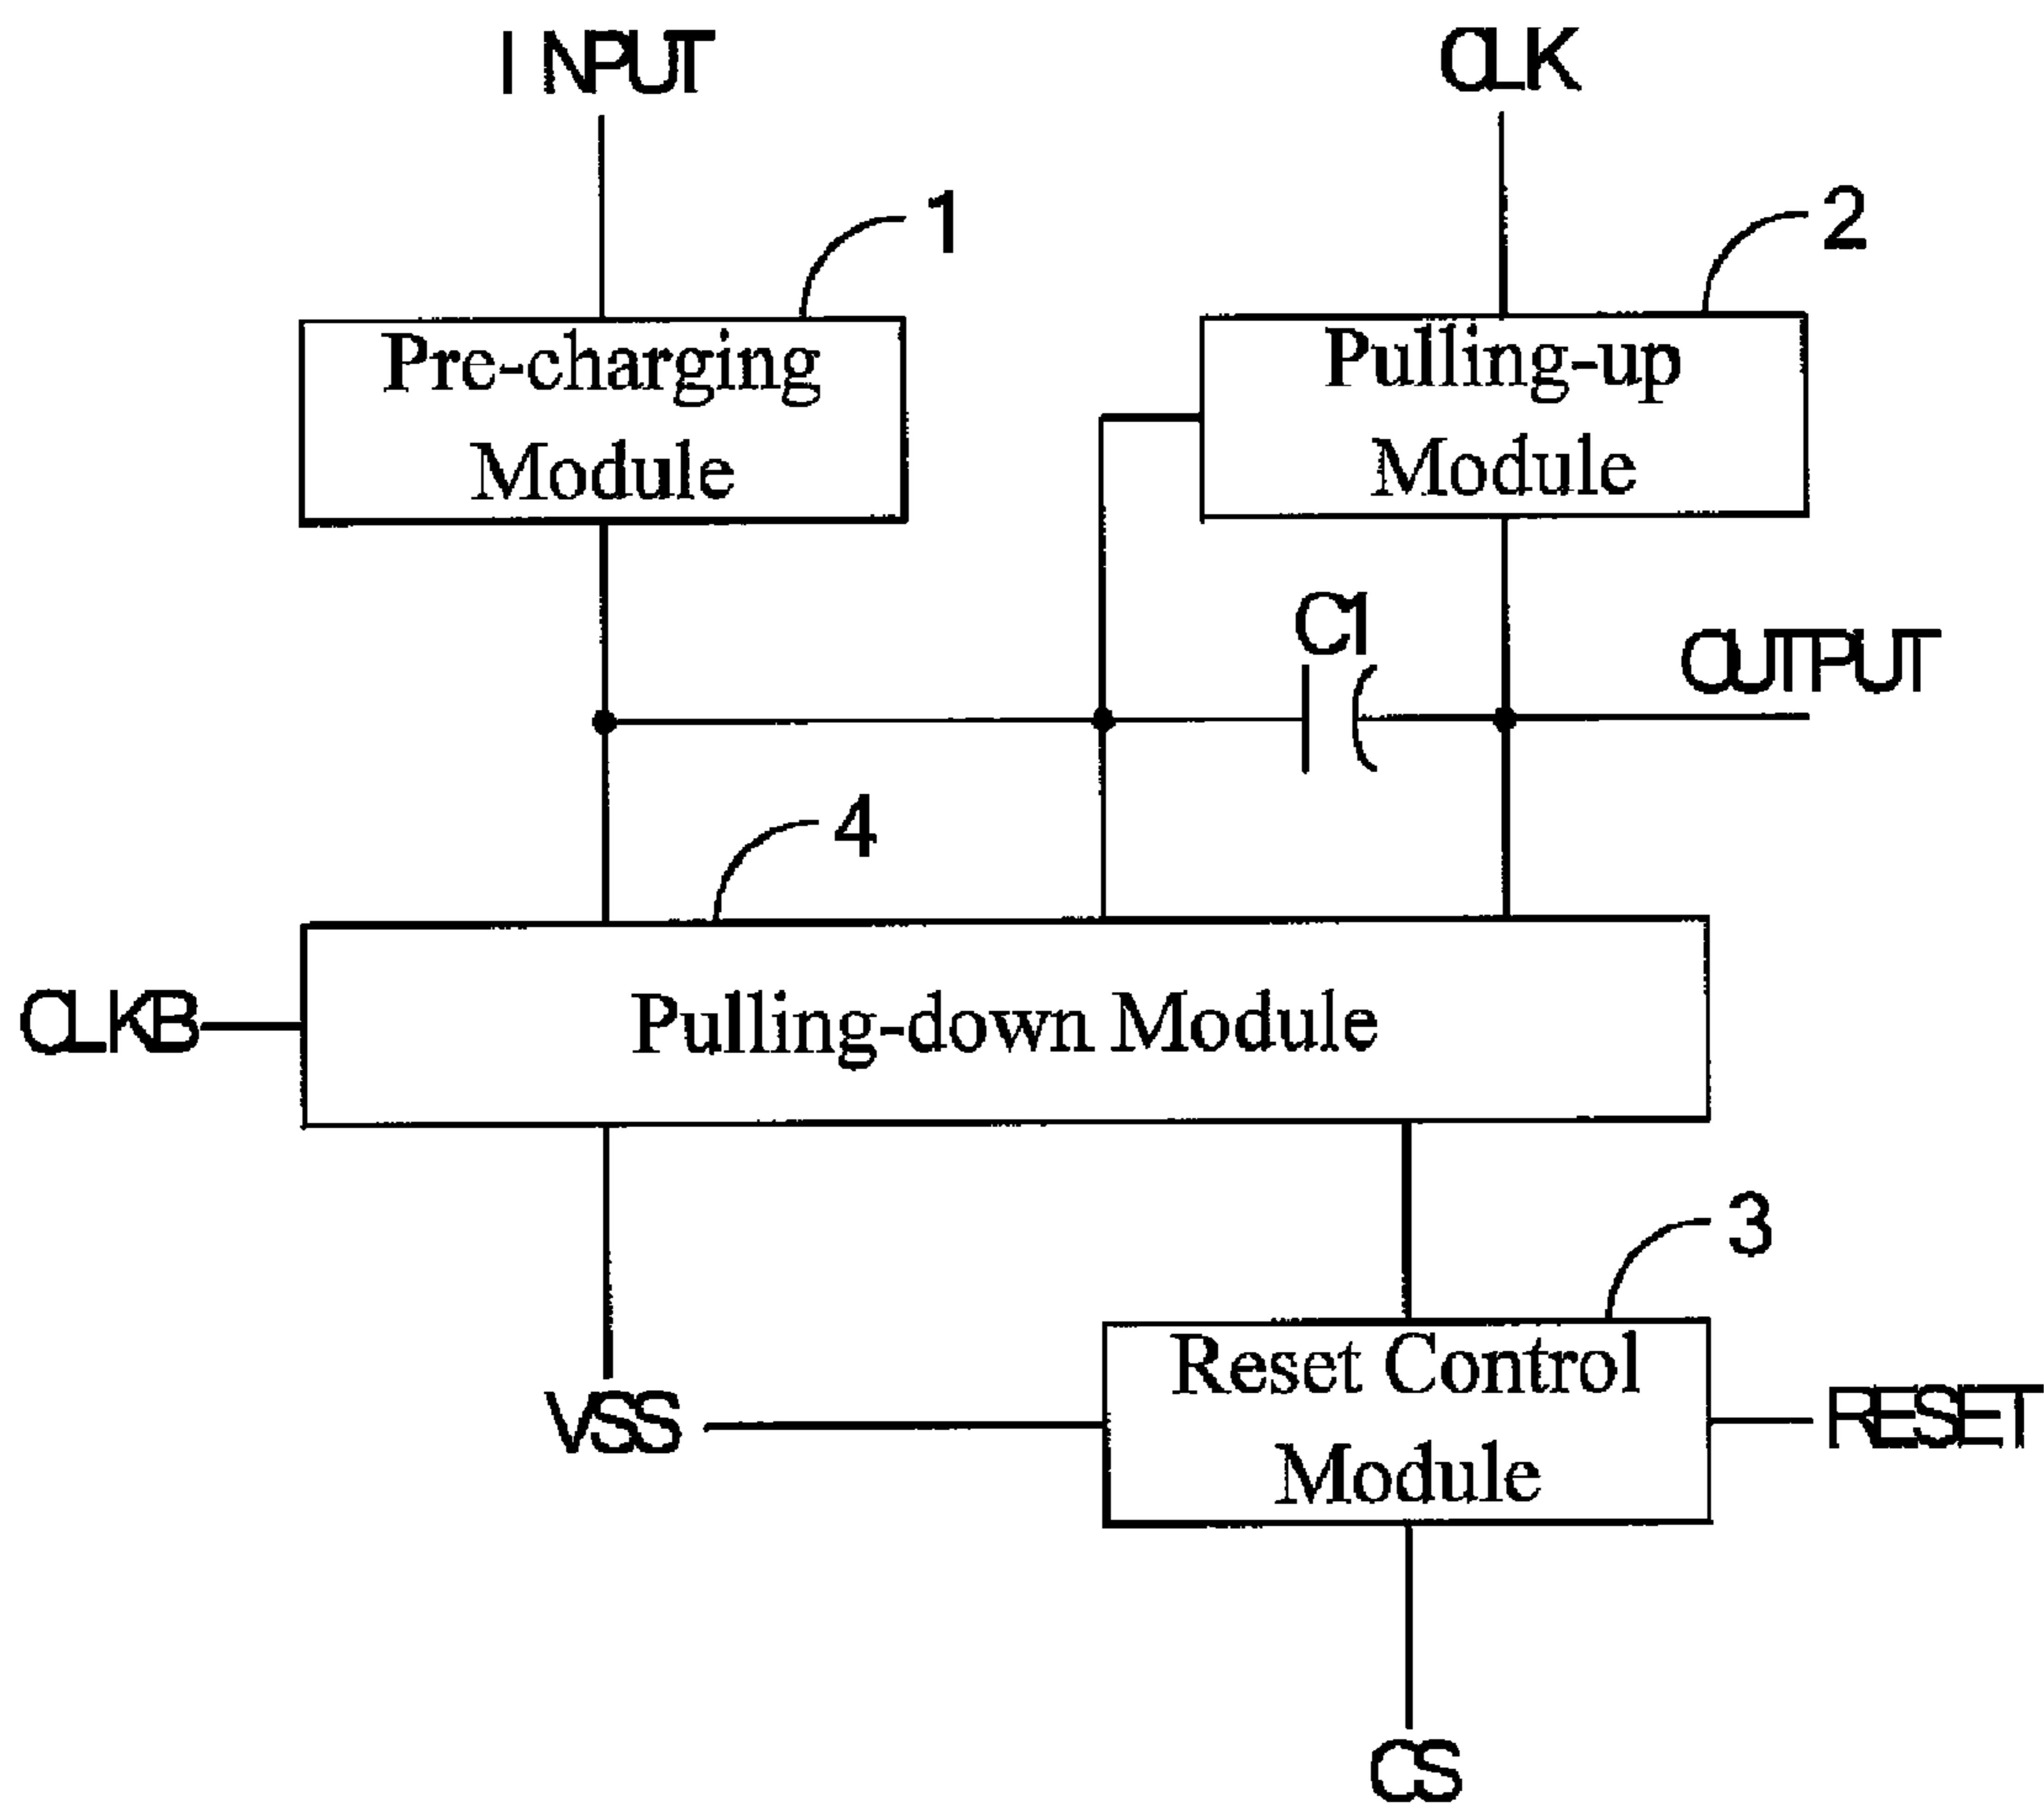 INPUT
CLK
1
2
Pre-charging
Module
Pulling-up
Module
C1
OUTPUT
4
CLKB
Pulling-down Module
3
Reset Control
Module
VSS
RESET
CS